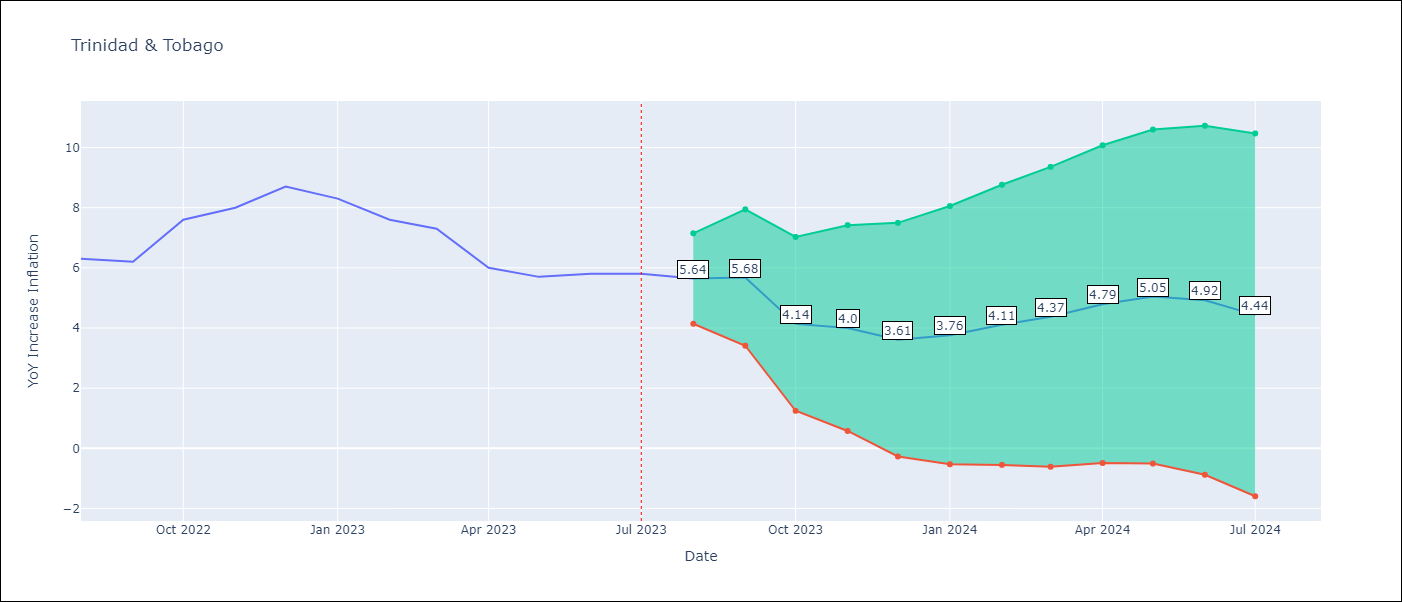 Trinidad & Tobago
YoY Increase Inflation
10
8
6
4
2
0
−2
5.64
5.68
4.14
4.0
3.61
3.76
4.11
4.37
4.79
5.05
4.92
4.44
Oct 2022
Jan 2023
Apr 2023
Jul 2023
Oct 2023
Jan 2024
Apr 2024
Jul 2024
Date